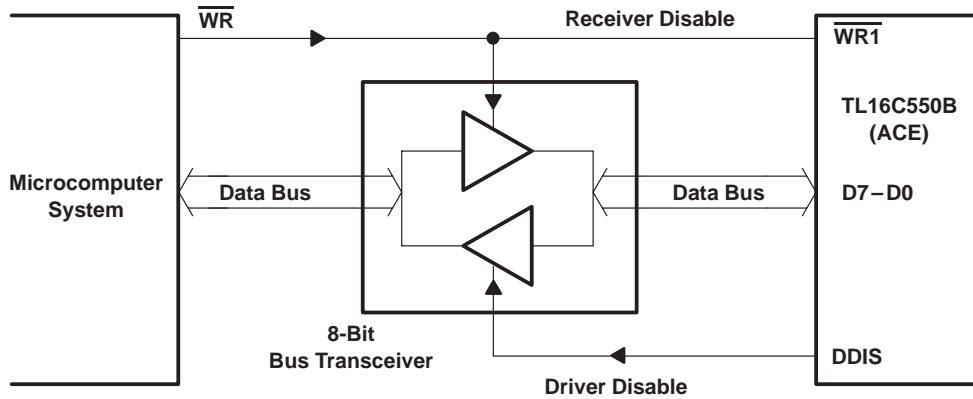 WR
Receiver Disable
WR1
TL16C550B
(ACE)
Microcomputer
System
Data Bus
Data Bus
D7–D0
8-Bit
Bus Transceiver
DDIS
Driver Disable